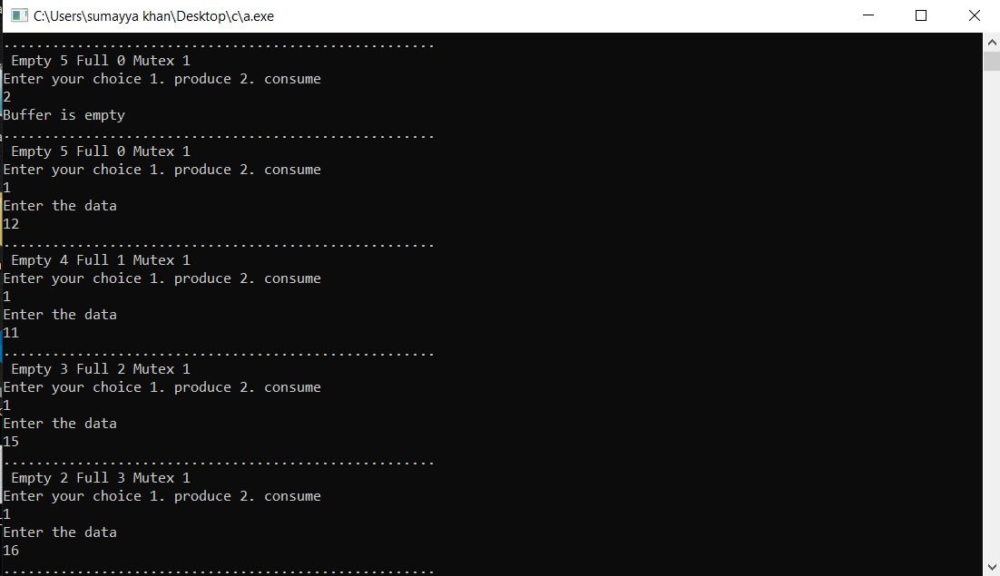 C:\Users\sumayya khan\Desktop\c\a.exe
.....................................................
Empty 5 Full 0 Mutex 1
Enter your choice 1. produce 2. consume
2
Buffer is empty
.....................................................
Empty 5 Full 0 Mutex 1
Enter your choice 1. produce 2. consume
1
Enter the data
12
.....................................................
Empty 4 Full 1 Mutex 1
Enter your choice 1. produce 2. consume
1
Enter the data
11
.....................................................
Empty 3 Full 2 Mutex 1
Enter your choice 1. produce 2. consume
1
Enter the data
15
.....................................................
Empty 2 Full 3 Mutex 1
Enter your choice 1. produce 2. consume
1
Enter the data
16
.....................................................